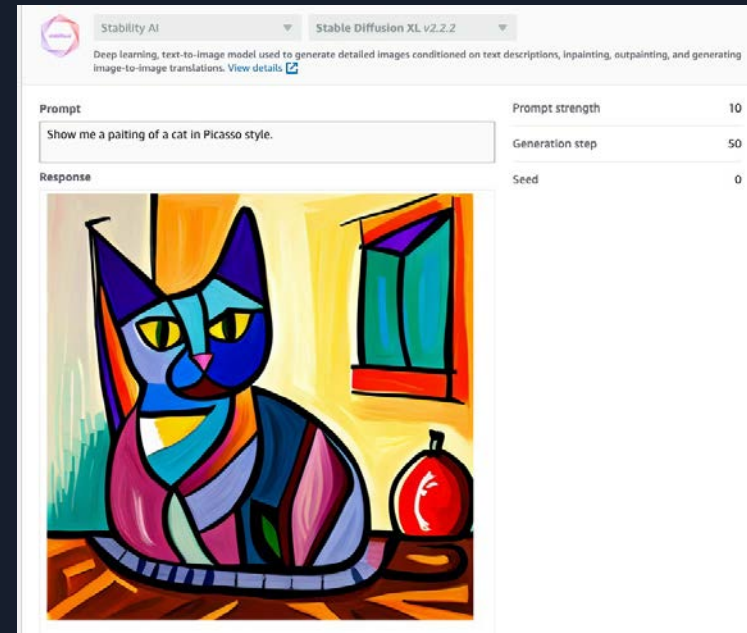 Stability AI
Stable Diffusion XL v2.2.2
Deep learning, text-to-image model used to generate detailed images conditioned on text descriptions, inpainting, outpainting, and generating
image-to-image translations. View details
Prompt
Show me a paiting of a cat in Picasso style.
Response
Prompt strength 10
Generation step 50
Seed 0